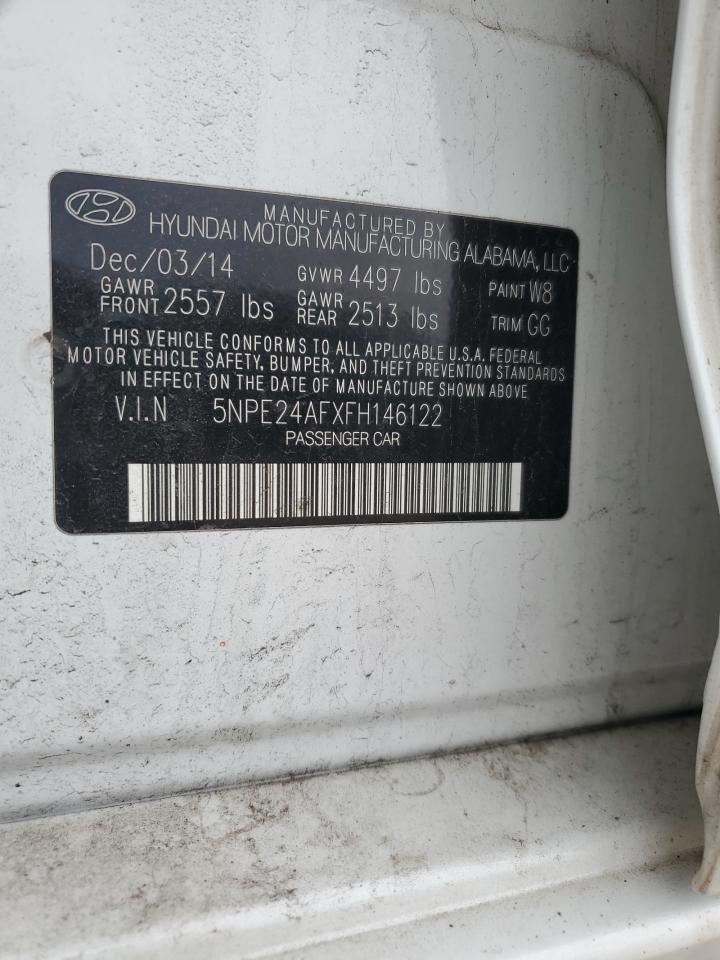 MANUFACTURED BY
HYUNDAI MOTOR MANUFACTURING ALABAMA, LLC
Dec/03/14 GVWR 4497 lbs PAINT W8
GAWR FRONT 2557 lbs GAWR REAR 2513 lbs TRIM GG
THIS VEHICLE CONFORMS TO ALL APPLICABLE U.S.A. FEDERAL
MOTOR VEHICLE SAFETY, BUMPER, AND THEFT PREVENTION STANDARDS
IN EFFECT ON THE DATE OF MANUFACTURE SHOWN ABOVE.
V.I.N 5NPE24AFXFH146122
PASSENGER CAR